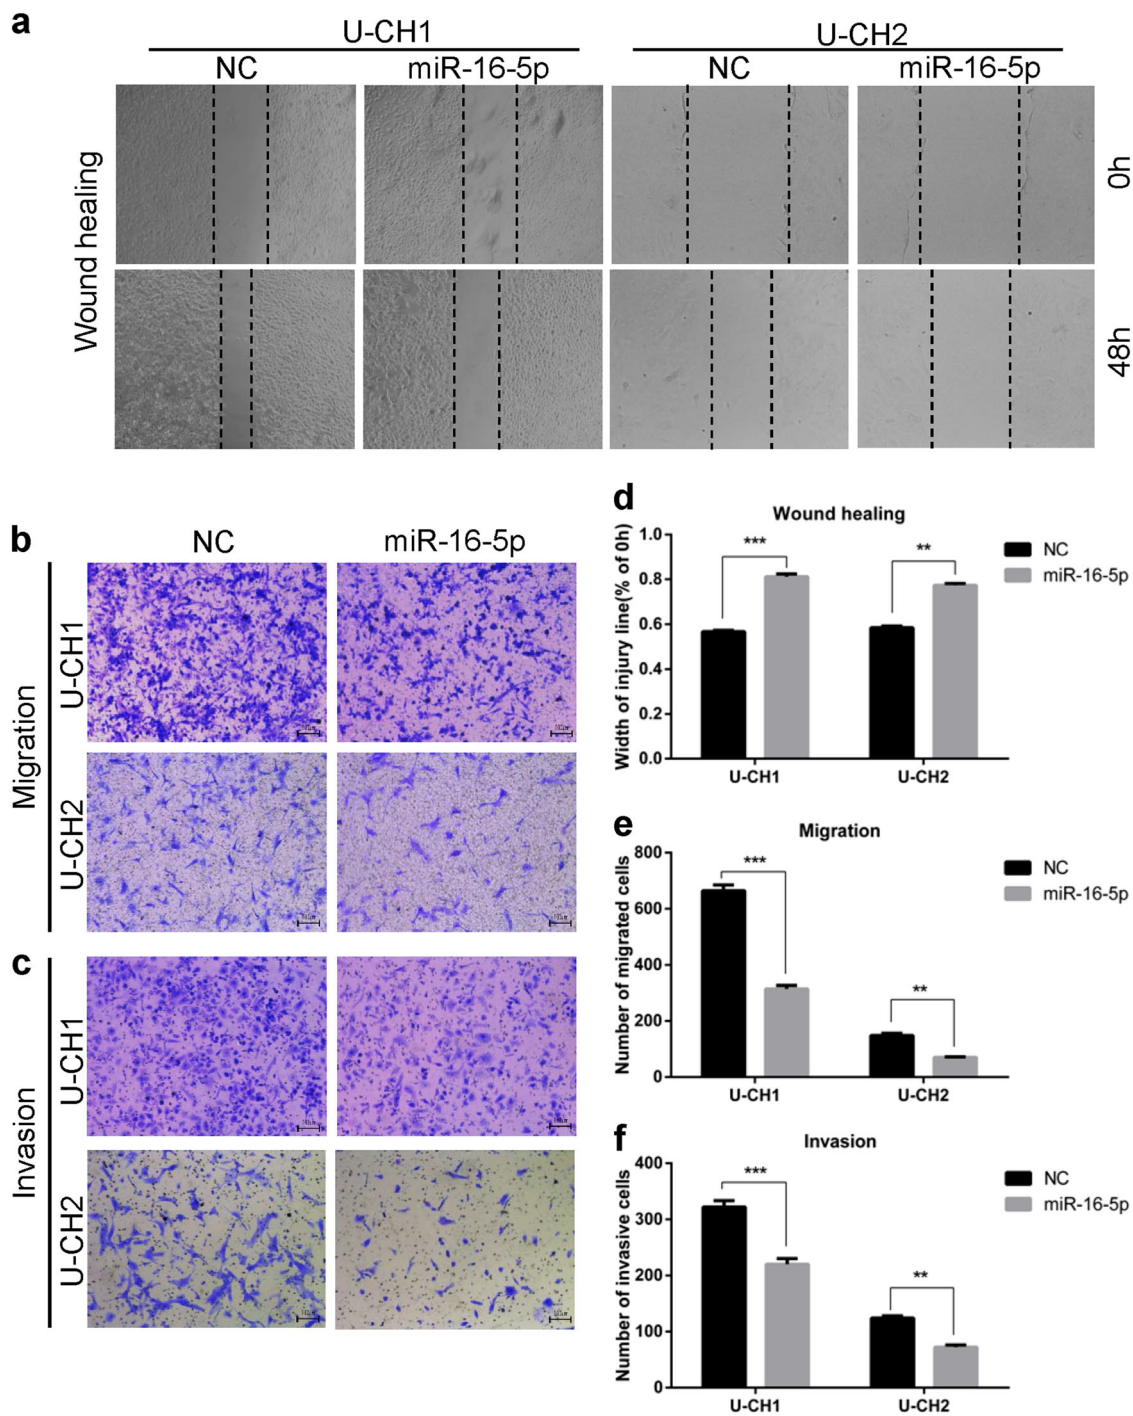 a
U-CH1
U-CH2
NC
miR-16-5p
NC
miR-16-5p
Wound healing
0h
48h
b
NC
miR-16-5p
Migration
U-CH1
U-CH2
c
Invasion
U-CH1
U-CH2
d
Wound healing
Width of injury line(% of 0h)
1.0
0.8
0.6
0.4
0.2
0.0
***
**
NC
miR-16-5p
U-CH1
U-CH2
e
Migration
Number of migrated cells
800
600
400
200
0
***
**
NC
miR-16-5p
U-CH1
U-CH2
f
Invasion
Number of invasive cells
400
300
200
100
0
***
**
NC
miR-16-5p
U-CH1
U-CH2